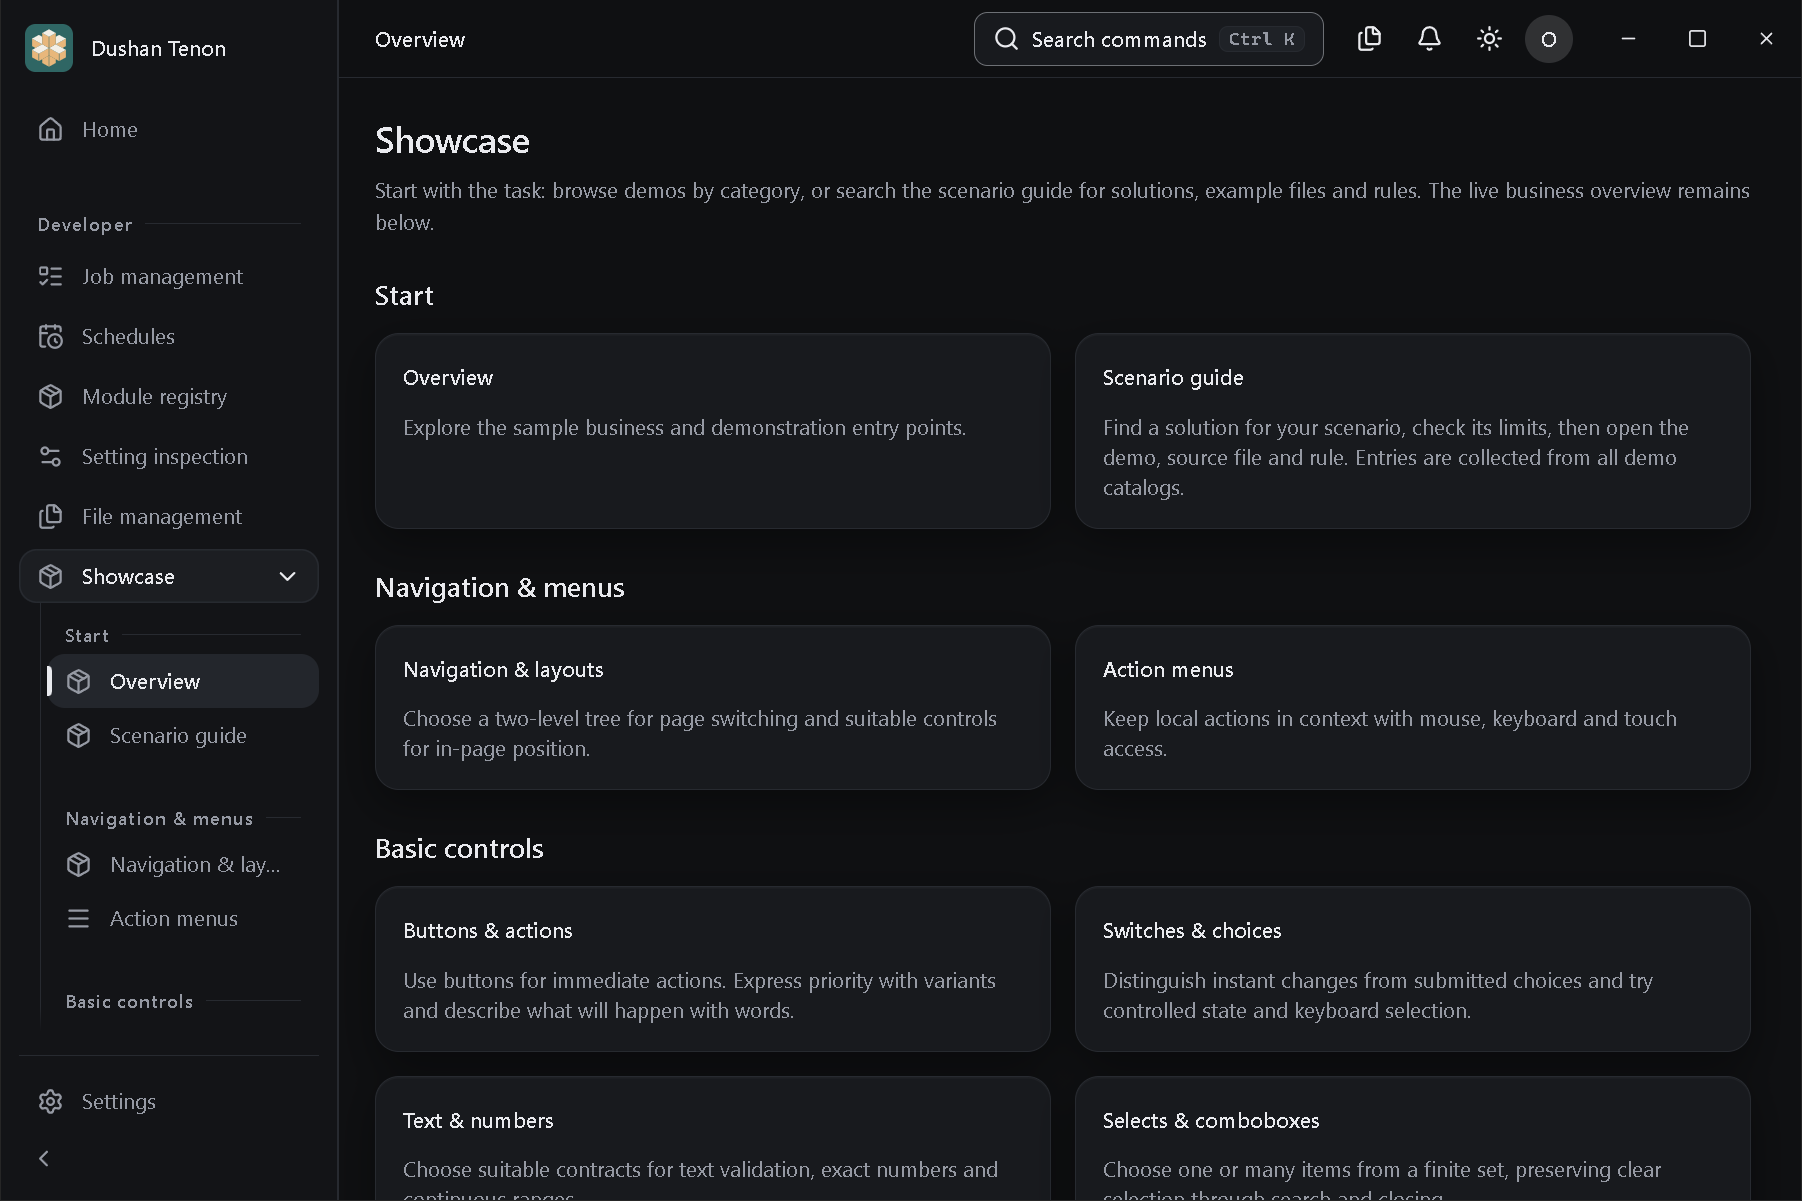 Dushan Tenon
Home
Developer
Job management
Schedules
Module registry
Setting inspection
File management
Showcase
Start
Overview
Scenario guide
Navigation & menus
Navigation & lay...
Action menus
Basic controls
Settings
Overview
Search commands Ctrl K
O
Showcase
Start with the task: browse demos by category, or search the scenario guide for solutions, example files and rules. The live business overview remains
below.
Start
Overview
Explore the sample business and demonstration entry points.
Scenario guide
Find a solution for your scenario, check its limits, then open the
demo, source file and rule. Entries are collected from all demo
catalogs.
Navigation & menus
Navigation & layouts
Choose a two-level tree for page switching and suitable controls
for in-page position.
Action menus
Keep local actions in context with mouse, keyboard and touch
access.
Basic controls
Buttons & actions
Use buttons for immediate actions. Express priority with variants
and describe what will happen with words.
Switches & choices
Distinguish instant changes from submitted choices and try
controlled state and keyboard selection.
Text & numbers
Choose suitable contracts for text validation, exact numbers and
continuous ranges.
Selects & comboboxes
Choose one or many items from a finite set, preserving clear
selection through search and closing.